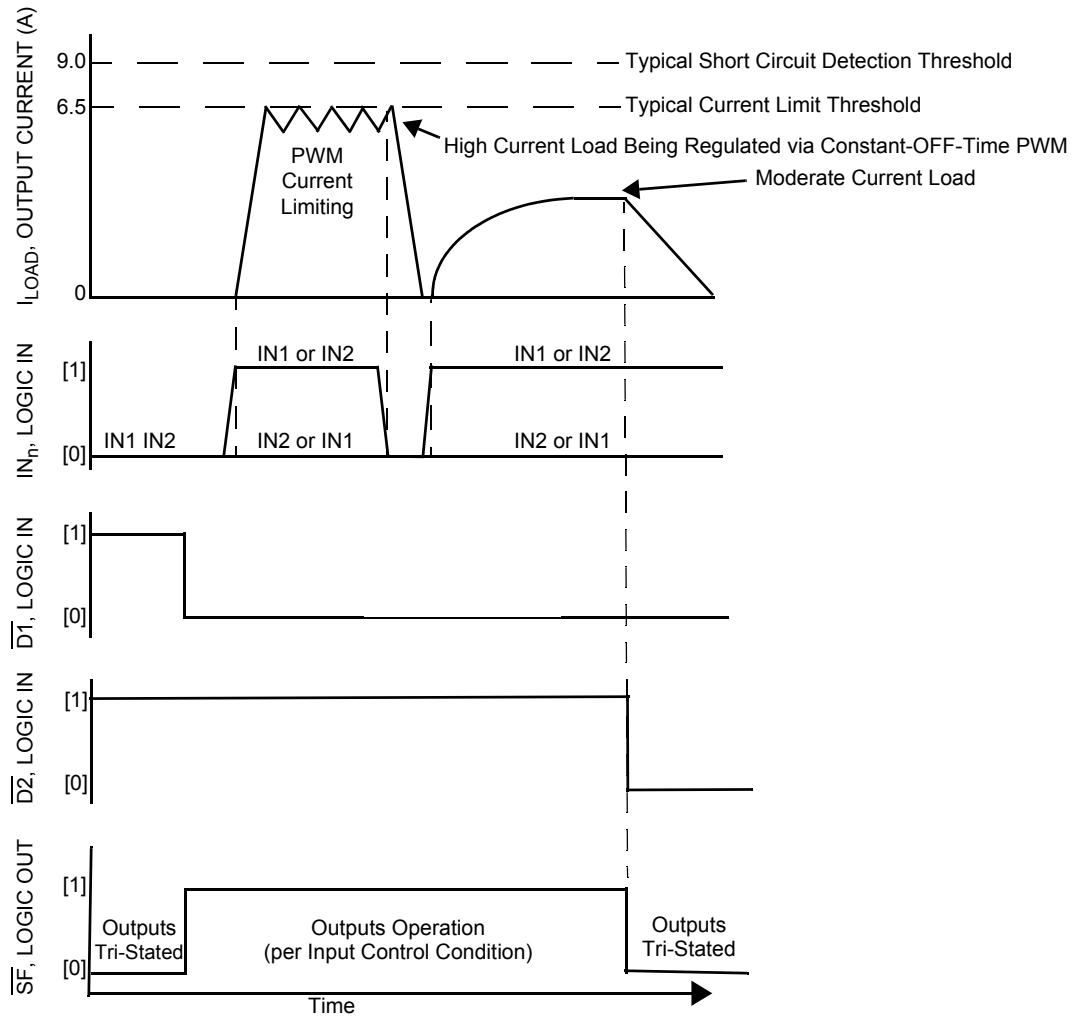 I_LOAD, OUTPUT CURRENT (A)
9.0
Typical Short Circuit Detection Threshold
6.5
Typical Current Limit Threshold
High Current Load Being Regulated via Constant-OFF-Time PWM
PWM
Current
Limiting
Moderate Current Load
0
INn, LOGIC IN
[1]
IN1 or IN2
IN1 or IN2
[0]
IN1 IN2
IN2 or IN1
IN2 or IN1
D1, LOGIC IN
[1]
[0]
D2, LOGIC IN
[1]
[0]
SF, LOGIC OUT
[1]
[0]
Outputs
Tri-Stated
Outputs Operation
(per Input Control Condition)
Outputs
Tri-Stated
Time